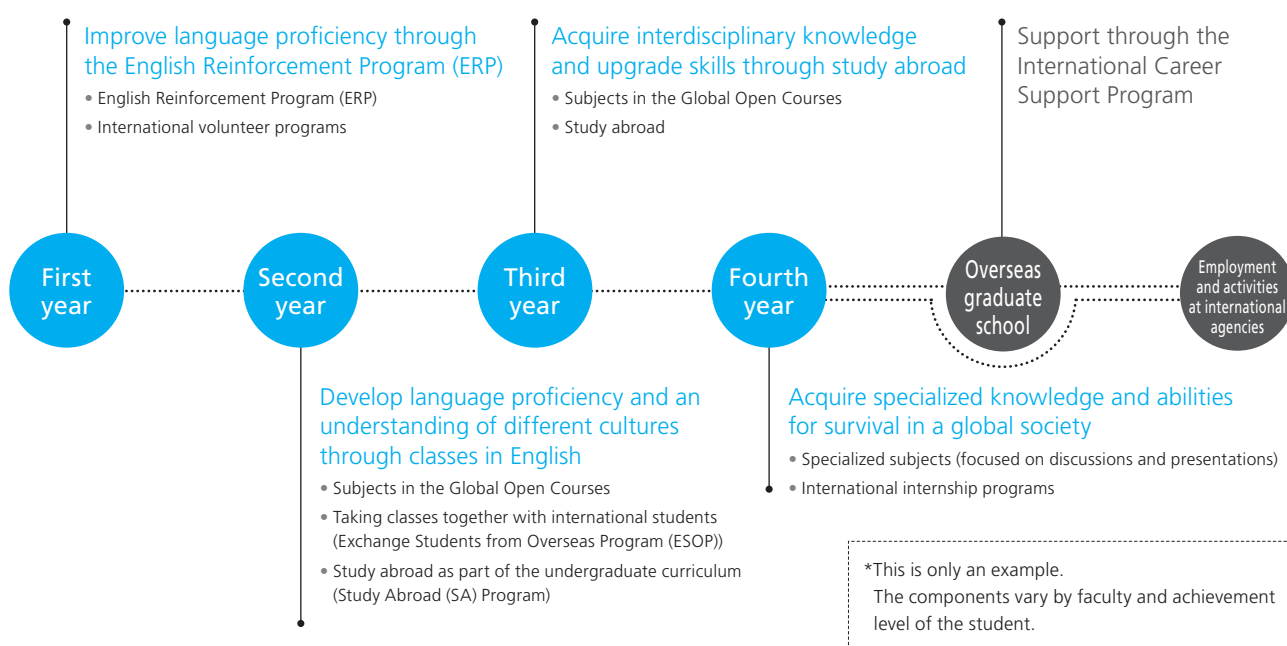 Improve language proficiency through
the English Reinforcement Program (ERP)
• English Reinforcement Program (ERP)
• International volunteer programs
Acquire interdisciplinary knowledge
and upgrade skills through study abroad
• Subjects in the Global Open Courses
• Study abroad
Support through the
International Career
Support Program
First
year
Second
year
Third
year
Fourth
year
Overseas
graduate
school
Employment
and activities
at international
agencies
Develop language proficiency and an
understanding of different cultures
through classes in English
• Subjects in the Global Open Courses
• Taking classes together with international students
(Exchange Students from Overseas Program (ESOP))
• Study abroad as part of the undergraduate curriculum
(Study Abroad (SA) Program)
Acquire specialized knowledge and abilities
for survival in a global society
• Specialized subjects (focused on discussions and presentations)
• International internship programs
*This is only an example.
The components vary by faculty and achievement
level of the student.